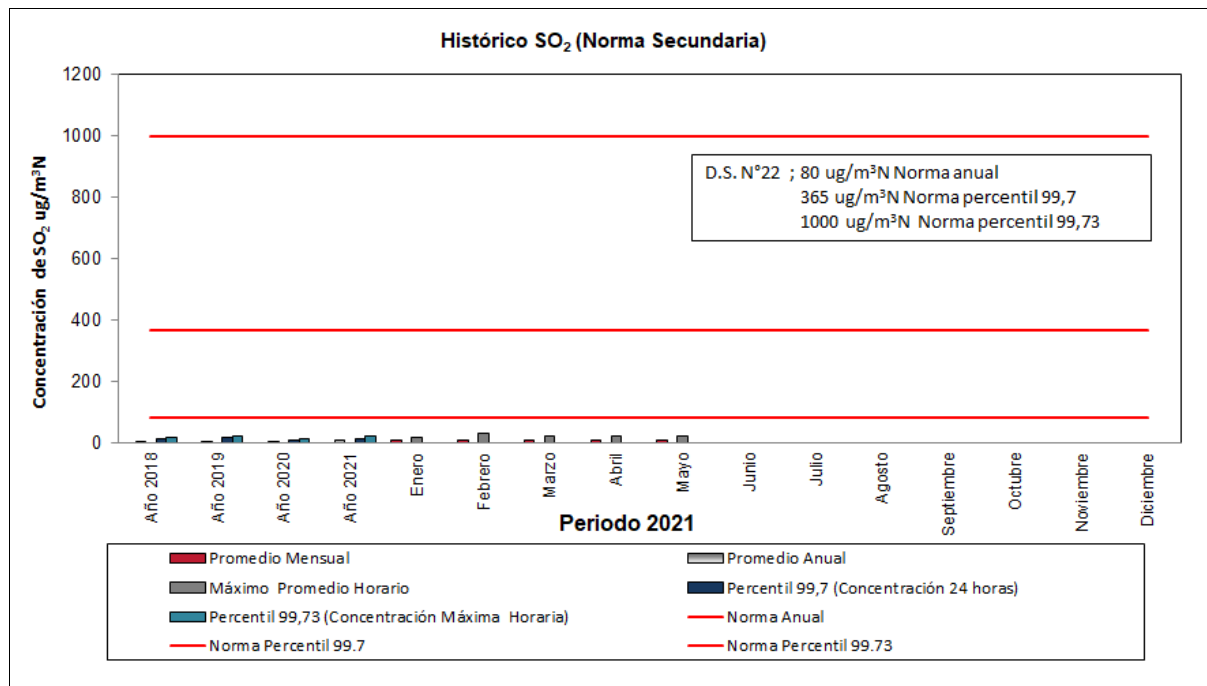 Histórico SO₂ (Norma Secundaria)
Concentración de SO₂ ug/m³N
1200
1000
800
600
400
200
0
D.S. N°22 ; 80 ug/m³N Norma anual
365 ug/m³N Norma percentil 99,7
1000 ug/m³N Norma percentil 99,73
Año 2018
Año 2019
Año 2020
Año 2021
Enero
Febrero
Marzo
Abril
Mayo
Junio
Julio
Agosto
Septiembre
Octubre
Noviembre
Diciembre
Periodo 2021
Promedio Mensual
Promedio Anual
Máximo Promedio Horario
Percentil 99,7 (Concentración 24 horas)
Percentil 99,73 (Concentración Máxima Horaria)
Norma Anual
Norma Percentil 99.7
Norma Percentil 99.73